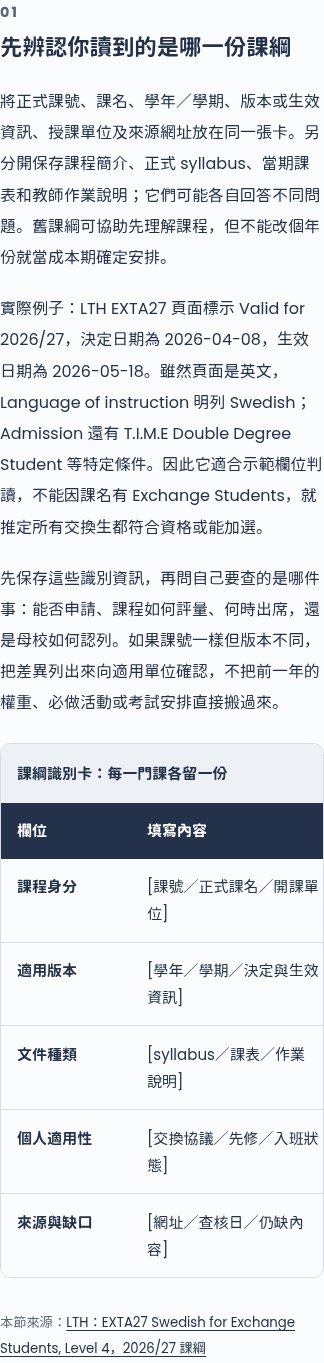 01
先辨認你讀到的是哪一份課綱
將正式課號、課名、學年／學期、版本或生效
資訊、授課單位及來源網址放在同一張卡。另
分開保存課程簡介、正式 syllabus、當期課
表和教師作業說明；它們可能各自回答不同問
題。舊課綱可協助先理解課程，但不能改個年
份就當成本期確定安排。
實際例子：LTH EXTA27 頁面標示 Valid for
2026/27，決定日期為 2026-04-08，生效
日期為 2026-05-18。雖然頁面是英文，
Language of instruction 明列 Swedish；
Admission 還有 T.I.M.E Double Degree
Student 等特定條件。因此它適合示範欄位判
讀，不能因課名有 Exchange Students，就
推定所有交換生都符合資格或能加選。
先保存這些識別資訊，再問自己要查的是哪件
事：能否申請、課程如何評量、何時出席，還
是母校如何認列。如果課號一樣但版本不同，
把差異列出來向適用單位確認，不把前一年的
權重、必做活動或考試安排直接搬過來。
課綱識別卡：每一門課各留一份
欄位 填寫內容
課程身分 [課號／正式課名／開課單
位]
適用版本 [學年／學期／決定與生效
資訊]
文件種類 [syllabus／課表／作業
說明]
個人適用性 [交換協議／先修／入班狀
態]
來源與缺口 [網址／查核日／仍缺內
容]
本節來源：LTH：EXTA27 Swedish for Exchange
Students, Level 4，2026/27 課綱